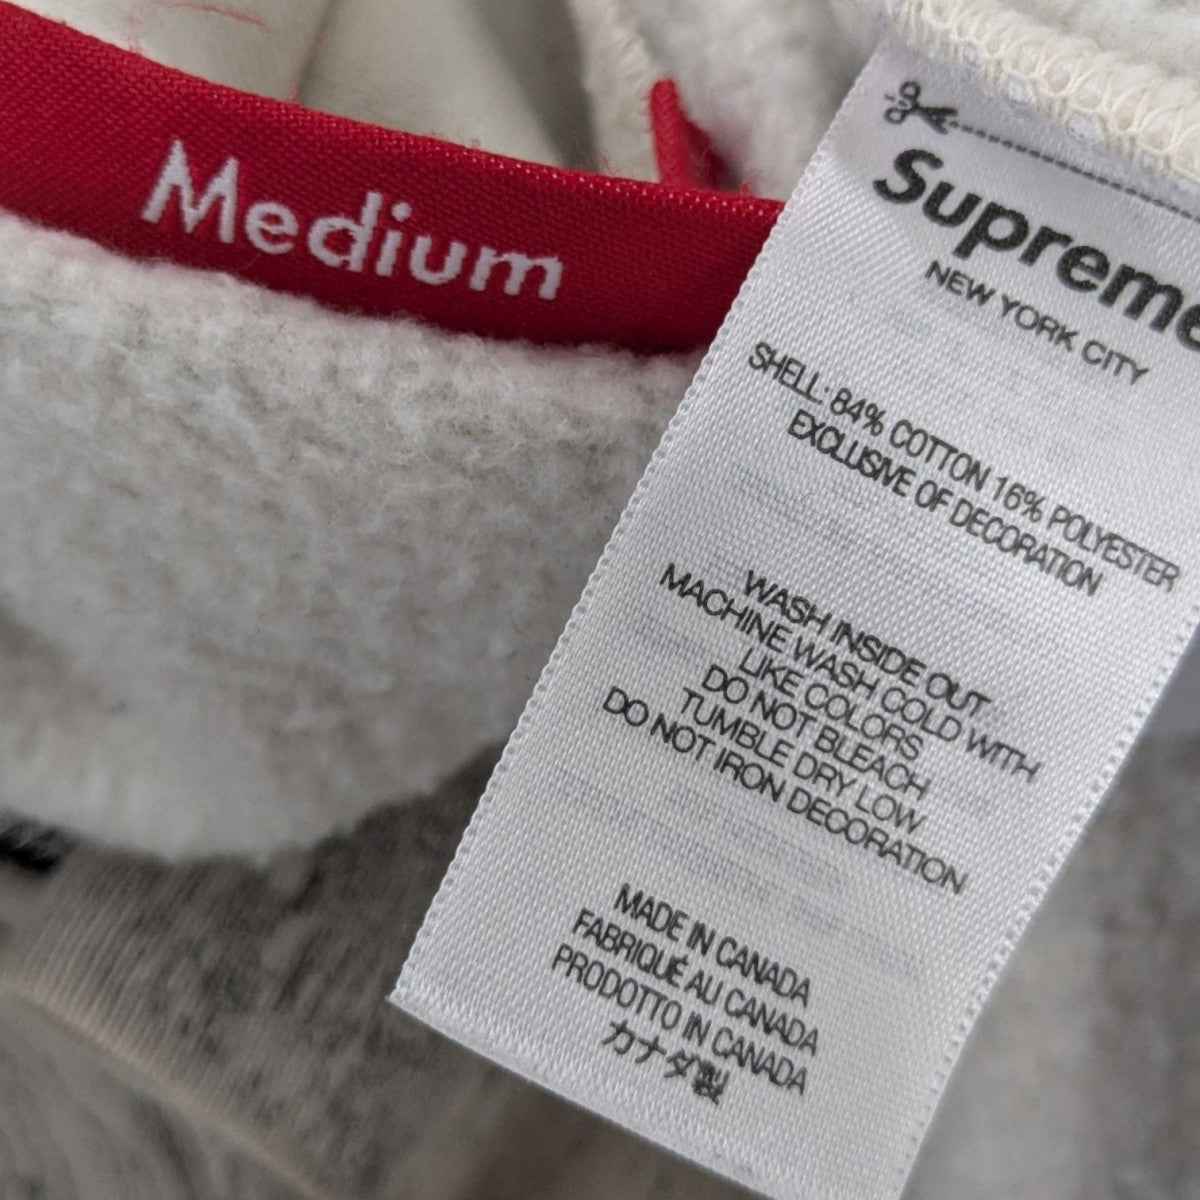 Medium
Supreme
NEW YORK CITY
SHELL: 84% COTTON 16% POLYESTER
EXCLUSIVE OF DECORATION
WASH INSIDE OUT
MACHINE WASH COLD WITH
LIKE COLORS
DO NOT BLEACH
TUMBLE DRY LOW
DO NOT IRON DECORATION
MADE IN CANADA
FABRIQUÉ AU CANADA
PRODOTTO IN CANADA
カナダ製